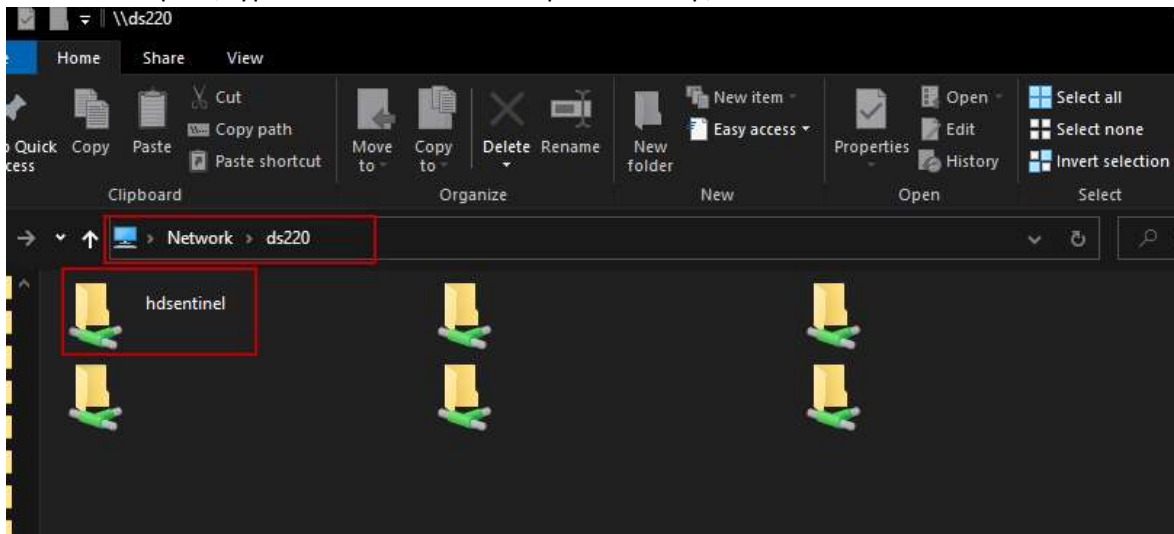 \\ds220
Home Share View
Cut
Copy path
Paste shortcut
Quick Copy Paste
Move to
Copy to
Delete Rename
New folder
New item
Easy access
Properties
Open
Edit
History
Select all
Select none
Invert selection
Clipboard Organize New Open Select
Network > ds220
hdsentinel